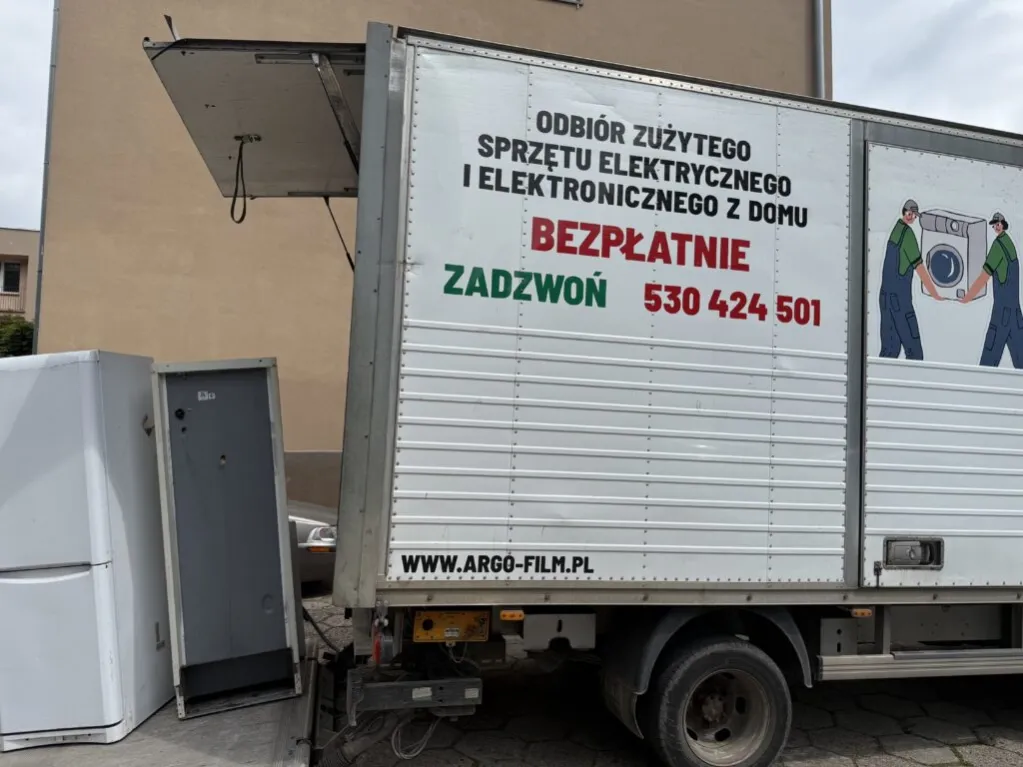 ODBIÓR ZUŻYTEGO
SPRZĘTU ELEKTRYCZNEGO
I ELEKTRONICZNEGO Z DOMU
BEZPŁATNIE
ZADZWOŃ 530 424 501
WWW.ARGO-FILM.PL